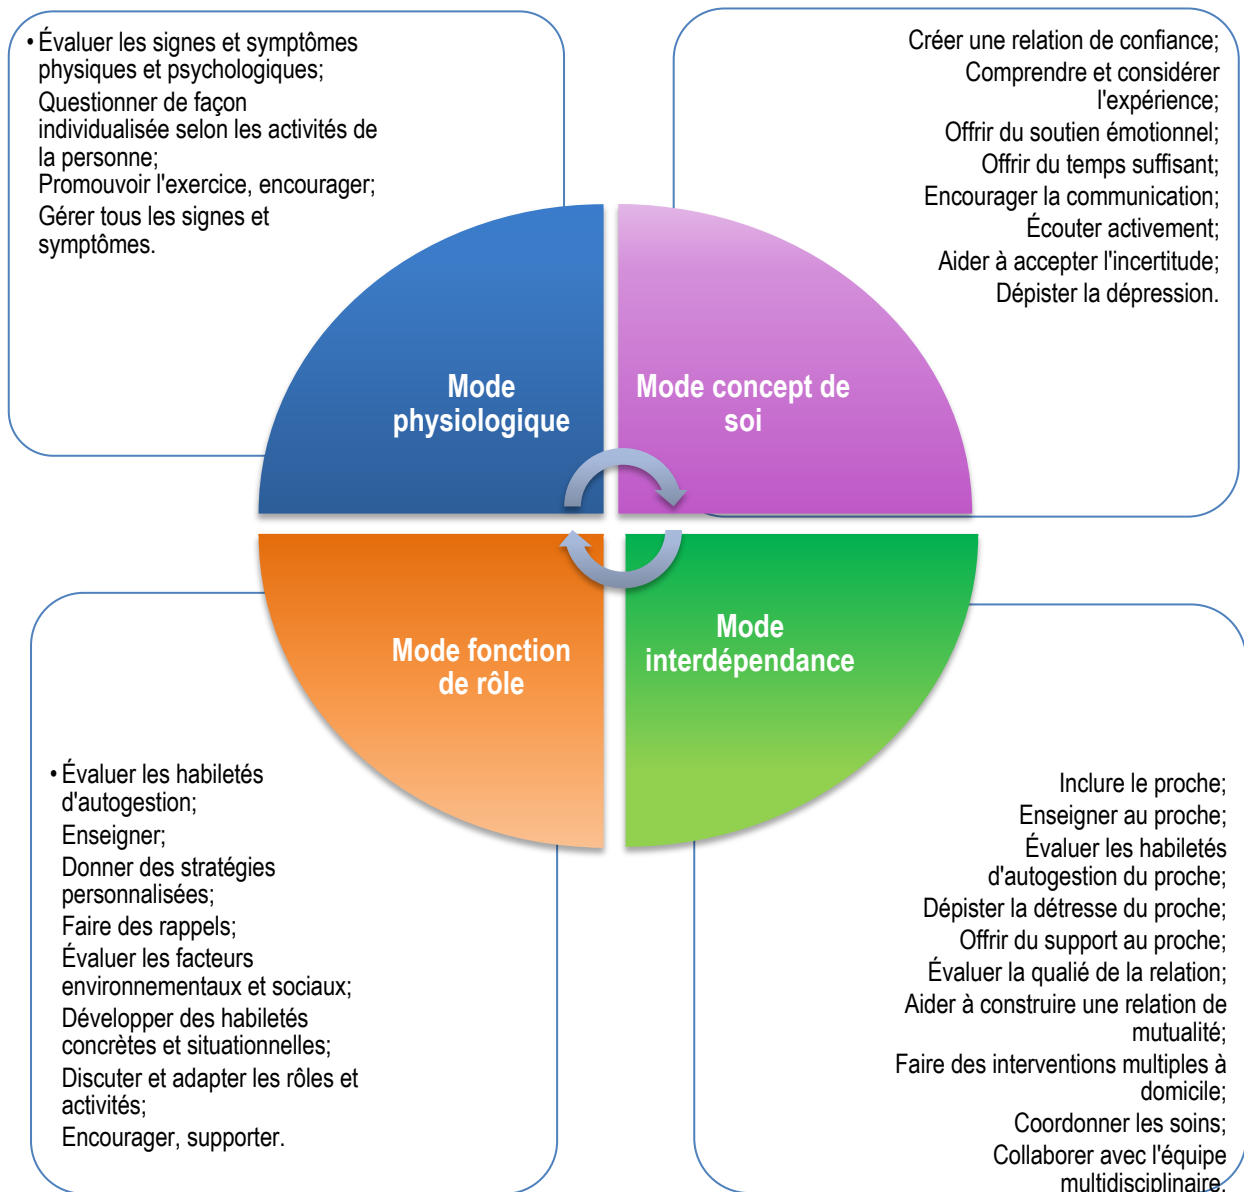 • Évaluer les signes et symptômes
physiques et psychologiques;
Questionner de façon
individualisée selon les activités de
la personne;
Promouvoir l'exercice, encourager;
Gérer tous les signes et
symptômes.
Créer une relation de confiance;
Comprendre et considérer
l'expérience;
Offrir du soutien émotionnel;
Offrir du temps suffisant;
Encourager la communication;
Écouter activement;
Aider à accepter l'incertitude;
Dépister la dépression.
Mode
physiologique
Mode concept de
soi
Mode fonction
de rôle
Mode
interdépendance
• Évaluer les habiletés
d'autogestion;
Enseigner;
Donner des stratégies
personnalisées;
Faire des rappels;
Évaluer les facteurs
environnementaux et sociaux;
Développer des habiletés
concrètes et situationnelles;
Discuter et adapter les rôles et
activités;
Encourager, supporter.
Inclure le proche;
Enseigner au proche;
Évaluer les habiletés
d'autogestion du proche;
Dépister la détresse du proche;
Offrir du support au proche;
Évaluer la qualié de la relation;
Aider à construire une relation de
mutualité;
Faire des interventions multiples à
domicile;
Coordonner les soins;
Collaborer avec l'équipe
multidisciplinaire.